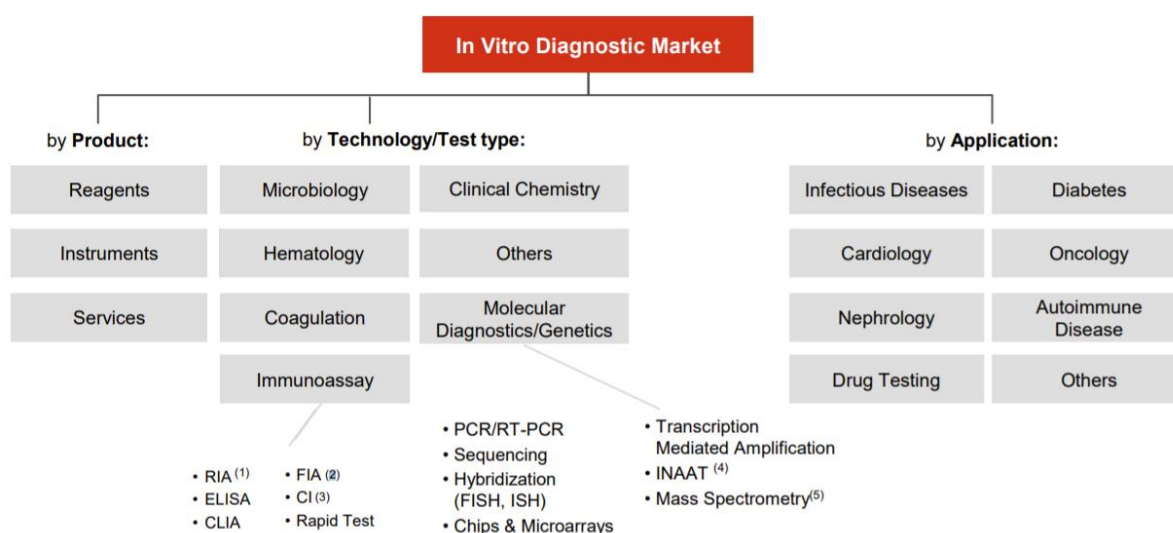 In Vitro Diagnostic Market
by Product:
Reagents
Instruments
Services
by Technology/Test type:
Microbiology
Hematology
Coagulation
Immunoassay
Clinical Chemistry
Others
Molecular
Diagnostics/Genetics
• RIA (1)
• ELISA
• CLIA
• FIA (2)
• CI (3)
• Rapid Test
• PCR/RT-PCR
• Sequencing
• Hybridization
(FISH, ISH)
• Chips & Microarrays
• Transcription
Mediated Amplification
• INAAT (4)
• Mass Spectrometry(5)
by Application:
Infectious Diseases
Cardiology
Nephrology
Drug Testing
Diabetes
Oncology
Autoimmune
Disease
Others